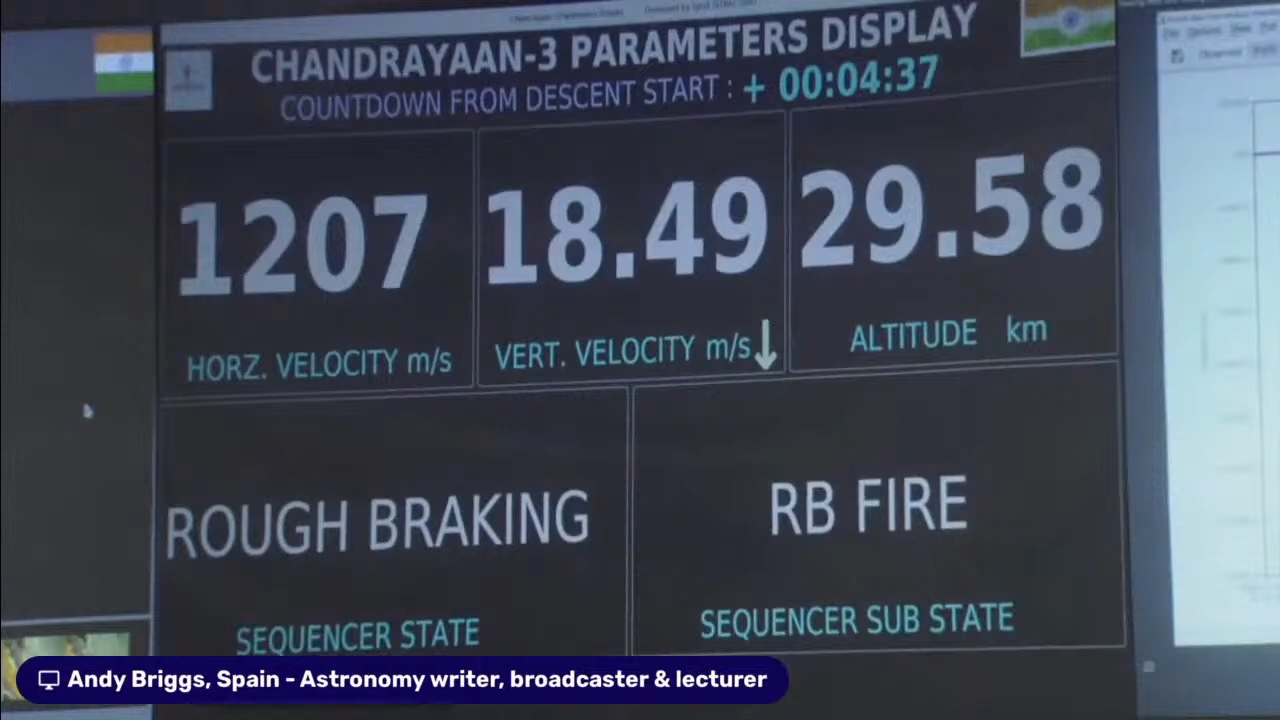 CHANDRAYAAN-3 PARAMETERS DISPLAY
COUNTDOWN FROM DESCENT START : + 00:04:37
1207
HORZ. VELOCITY m/s
18.49
VERT. VELOCITY m/s
29.58
ALTITUDE km
ROUGH BRAKING
SEQUENCER STATE
RB FIRE
SEQUENCER SUB STATE
Andy Briggs, Spain - Astronomy writer, broadcaster & lecturer